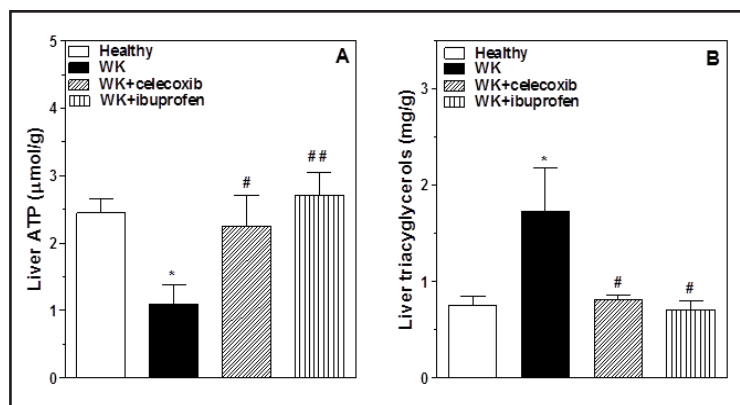 Healthy
WK
WK+celecoxib
WK+ibuprofen
A
Liver ATP (μmol/g)
5
4
3
2
1
0
*
#
##
Healthy
WK
WK+celecoxib
WK+ibuprofen
B
Liver triacyglycerols (mg/g)
3
2
1
0
*
#
#